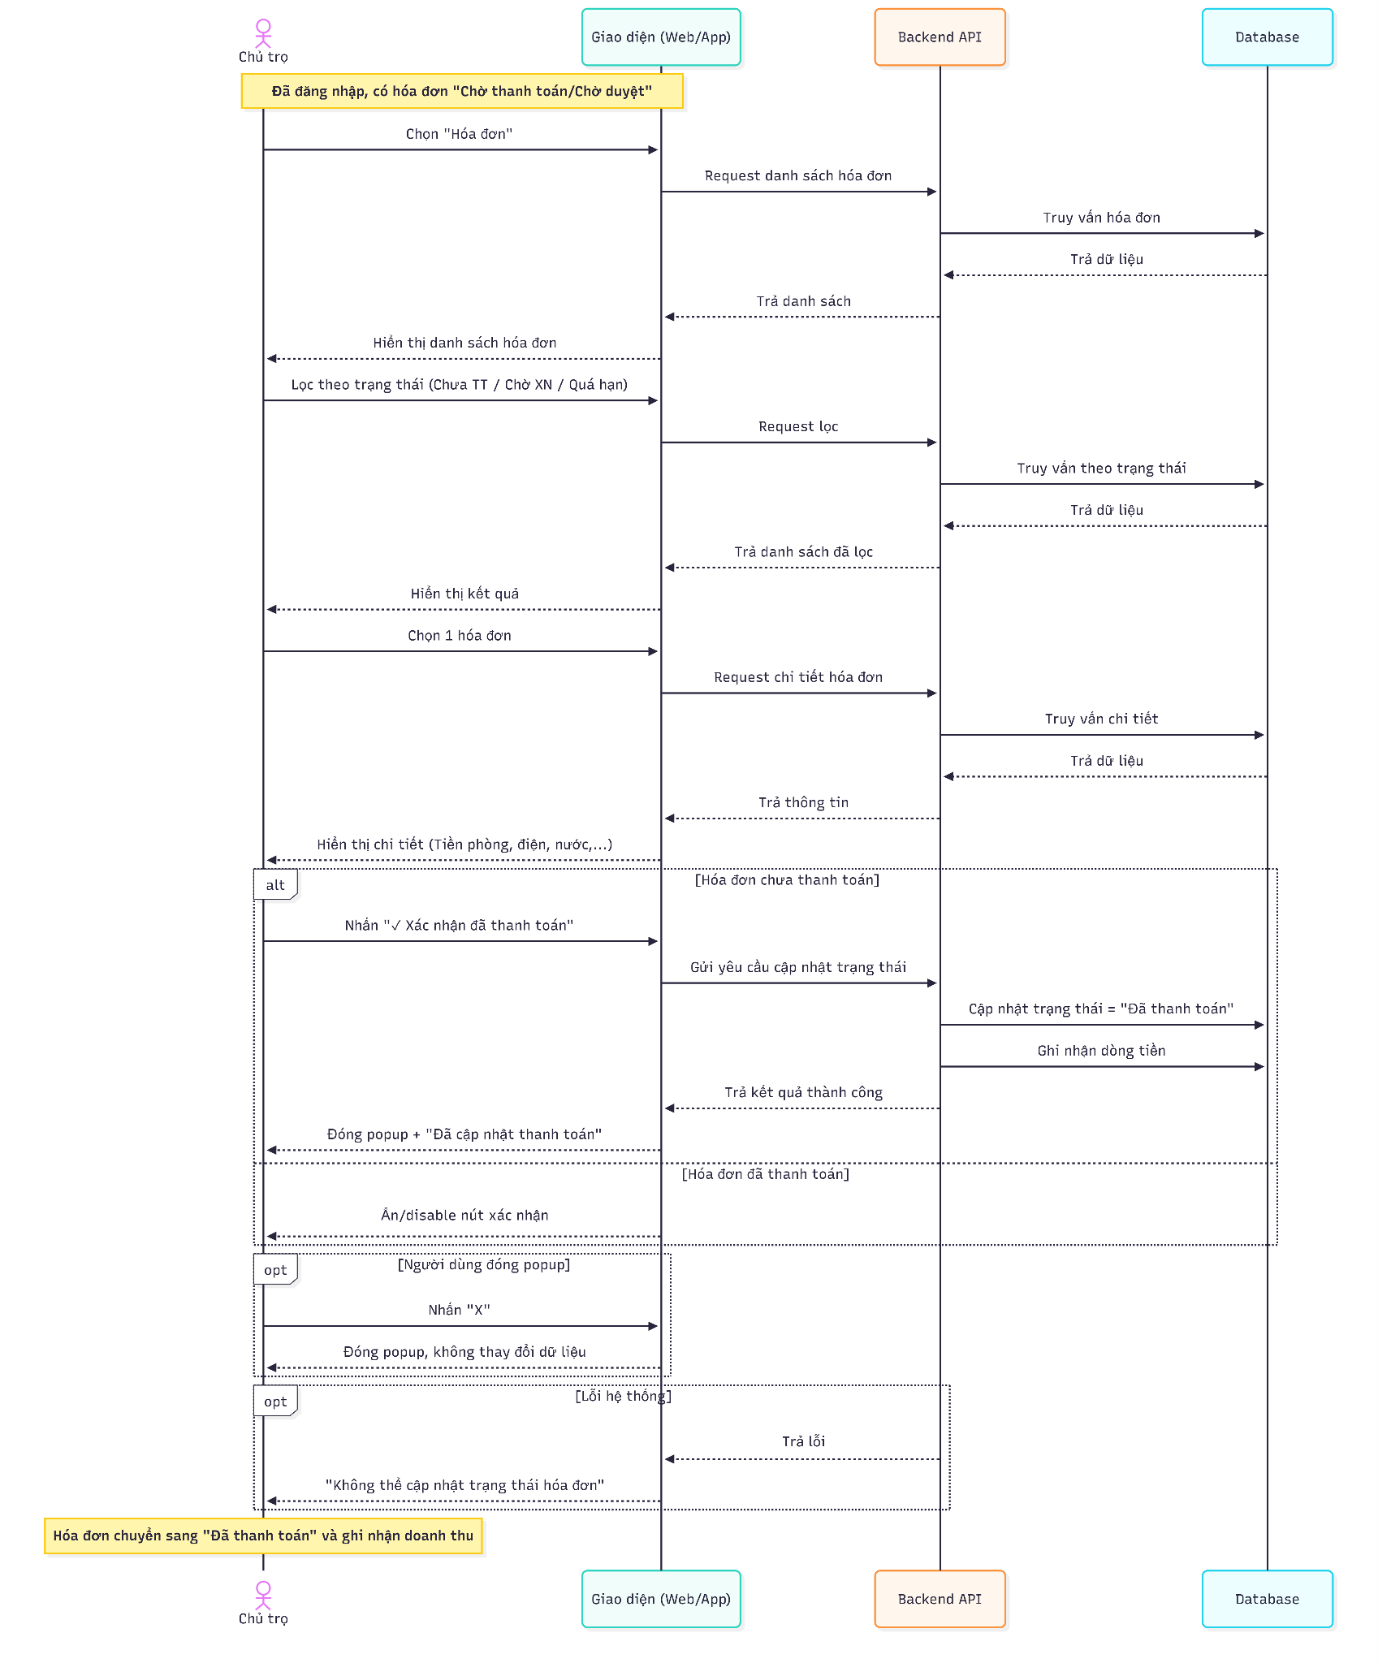 Chủ trọ
Giao diện (Web/App)
Backend API
Database
Đã đăng nhập, có hóa đơn "Chờ thanh toán/Chờ duyệt"
Chọn "Hóa đơn"
Request danh sách hóa đơn
Truy vấn hóa đơn
Trả dữ liệu
Trả danh sách
Hiển thị danh sách hóa đơn
Lọc theo trạng thái (Chưa TT / Chờ XN / Quá hạn)
Request lọc
Truy vấn theo trạng thái
Trả dữ liệu
Trả danh sách đã lọc
Hiển thị kết quả
Chọn 1 hóa đơn
Request chi tiết hóa đơn
Truy vấn chi tiết
Trả dữ liệu
Trả thông tin
Hiển thị chi tiết (Tiền phòng, điện, nước,...)
alt
[Hóa đơn chưa thanh toán]
Nhấn "✓ Xác nhận đã thanh toán"
Gửi yêu cầu cập nhật trạng thái
Cập nhật trạng thái = "Đã thanh toán"
Ghi nhận dòng tiền
Trả kết quả thành công
Đóng popup + "Đã cập nhật thanh toán"
[Hóa đơn đã thanh toán]
Ẩn/disable nút xác nhận
opt
[Người dùng đóng popup]
Nhấn "X"
Đóng popup, không thay đổi dữ liệu
opt
[Lỗi hệ thống]
Trả lỗi
"Không thể cập nhật trạng thái hóa đơn"
Hóa đơn chuyển sang "Đã thanh toán" và ghi nhận doanh thu
Chủ trọ
Giao diện (Web/App)
Backend API
Database